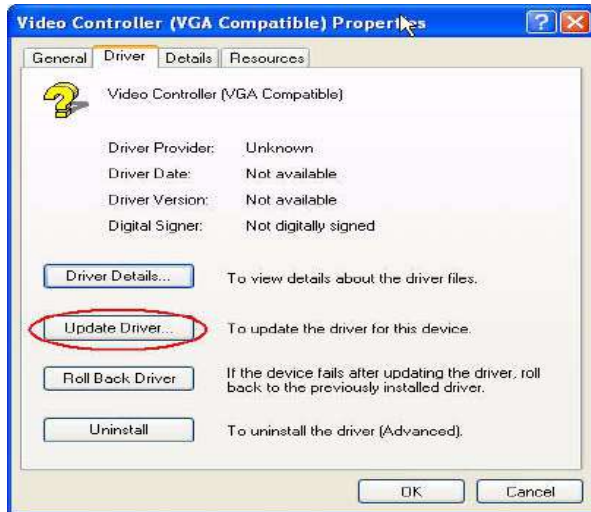 Video Controller (VGA Compatible) Properties
General Driver Details Resources
Video Controller (VGA Compatible)
Driver Provider: Unknown
Driver Date: Not available
Driver Version: Not available
Digital Signer: Not digitally signed
Driver Details... To view details about the driver files.
Update Driver... To update the driver for this device.
Roll Back Driver If the device fails after updating the driver, roll
back to the previously installed driver.
Uninstall To uninstall the driver (Advanced).
OK Cancel